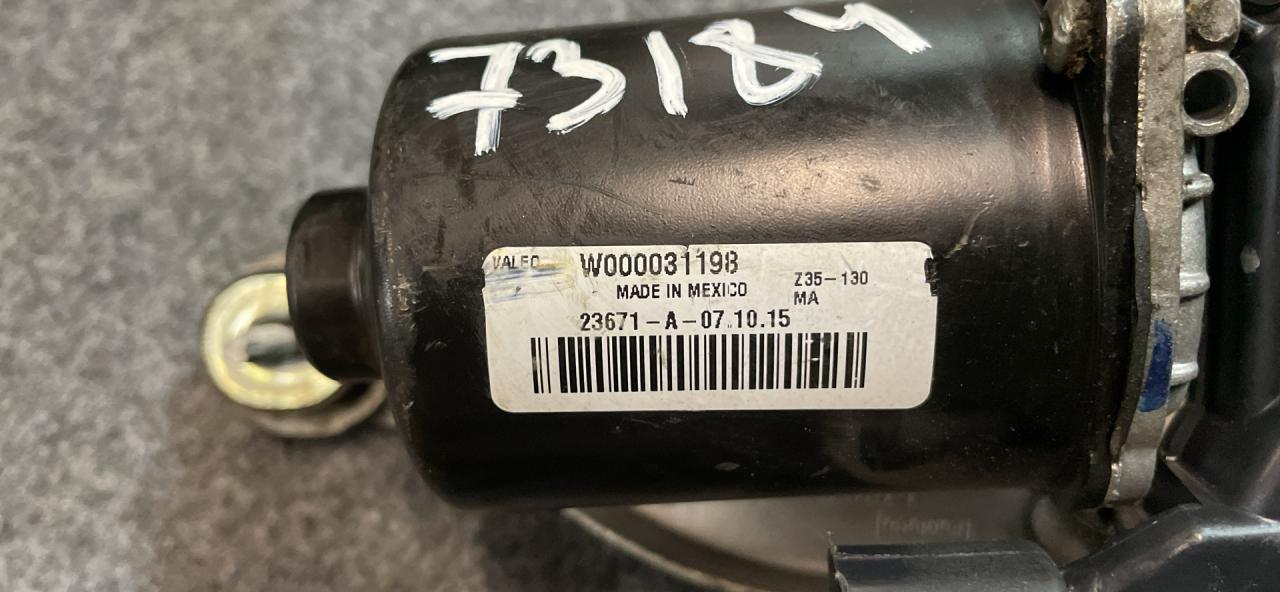 73184
VALEO
W000031198
MADE IN MEXICO
Z35-130
MA
23671-A-07.10.15